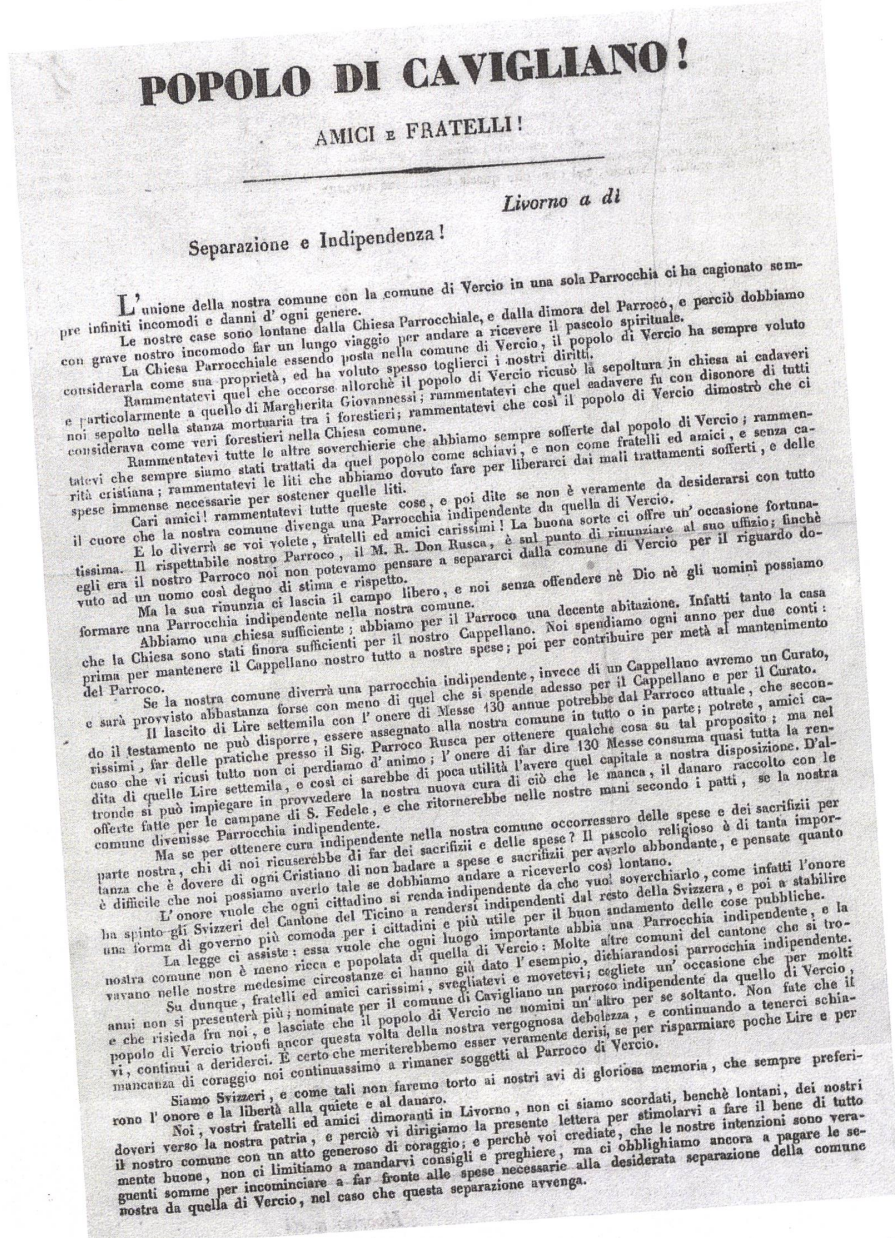 POPOLO DI CAVIGLIANO!
AMICI E FRATELLI!
Livorno a dì
Separazione e Indipendenza!
L'unione della nostra comune con la comune di Vercio in una sola Parrocchia ci ha cagionato sem-
pre infiniti incomodi e danni d'ogni genere.
Le nostre case sono lontane dalla Chiesa Parrocchiale, e dalla dimora del Parroco, e perciò dobbiamo
con grave nostro incomodo far un lungo viaggio per andare a ricevere il pascolo spirituale.
La Chiesa Parrocchiale essendo posta nella comune di Vercio, il popolo di Vercio ha sempre voluto
considerarla come sua proprietà, ed ha voluto spesso toglierci i nostri diritti.
Rammentatevi quel che occorse allorchè il popolo di Vercio ricusò la sepoltura in chiesa ai cadaveri
e particolarmente a quello di Margherita Giovannessi; rammentatevi che quel cadavere fu con disonore di tutti
noi sepolto nella stanza mortuaria tra i forestieri; rammentatevi che così il popolo di Vercio dimostrò che ci
considerava come veri forestieri nella Chiesa comune.
Rammentatevi tutte le altre soverchierie che abbiamo sempre sofferte dal popolo di Vercio; rammen-
tatevi che sempre siamo stati trattati da quel popolo come schiavi, e non come fratelli ed amici, e senza ca-
rità cristiana; rammentatevi le liti che abbiamo dovuto fare per liberarci dai mali trattamenti sofferti, e delle
spese immense necessarie per sostener quelle liti.
Cari amici! rammentatevi tutte queste cose, e poi dite se non è veramente da desiderarsi con tutto
il cuore che la nostra comune divenga una Parrocchia indipendente da quella di Vercio.
E lo diverrà se voi volete, fratelli ed amici carissimi! La buona sorte ci offre un' occasione fortuna-
tissima. Il rispettabile nostro Parroco, il M. R. Don Rusca, è sul punto di rinunziare al suo uffizio; finchè
egli era il nostro Parroco noi non potevamo pensare a separarci dalla comune di Vercio per il riguardo do-
vuto ad un uomo così degno di stima e rispetto.
Ma la sua rinunzia ci lascia il campo libero, e noi senza offendere nè Dio nè gli uomini possiamo
formare una Parrocchia indipendente nella nostra comune.
Abbiamo una chiesa sufficiente; abbiamo per il Parroco una decente abitazione. Infatti tanto la casa
che la Chiesa sono stati finora sufficienti per il nostro Cappellano. Noi spendiamo ogni anno per due conti:
prima per mantenere il Cappellano nostro tutto a nostre spese; poi per contribuire per metà al mantenimento
del Parroco.
Se la nostra comune diverrà una parrocchia indipendente, invece di un Cappellano avremo un Curato,
e sarà provvisto abbastanza forse con meno di quel che si spende adesso per il Cappellano e per il Curato.
Il lascito di Lire settemila con l' onere di Messe 130 annue potrebbe dal Parroco attuale, che secon-
do il testamento ne può disporre, essere assegnato alla nostra comune in tutto o in parte; potrete, amici ca-
rissimi, far delle pratiche presso il Sig. Parroco Rusca per ottenere qualche cosa su tal proposito; ma nel
caso che vi ricusi tutto non ci perdiamo d'animo; l' onere di far dire 130 Messe consuma quasi tutta la ren-
dita di quelle Lire settemila, e così ci sarebbe di poca utilità l'avere quel capitale a nostra disposizione. D'al-
tronde si può impiegare in provvedere la nostra nuova cura di ciò che le manca, il danaro raccolto con le
offerte fatte per le campane di S. Fedele, e che ritornerebbe nelle nostre mani secondo i patti, se la nostra
comune divenisse Parrocchia indipendente.
Ma se per ottenere cura indipendente nella nostra comune occorressero delle spese e dei sacrifizii per
parte nostra, chi di noi ricuserebbe di far dei sacrifizii e delle spese? Il pascolo religioso è di tanta impor-
tanza che è dovere di ogni Cristiano di non badare a spese e sacrifizii per averlo abbondante, e pensate quanto
è difficile che noi possiamo averlo tale se dobbiamo andare a riceverlo così lontano.
L'onore vuole che ogni cittadino si renda indipendente da che vuol soverchiarlo, come infatti l'onore
ha spinto gli Svizzeri del Cantone del Ticino a rendersi indipendenti dal resto della Svizzera, e poi a stabilire
una forma di governo più comoda per i cittadini e più utile per il buon andamento delle cose pubbliche.
La legge ci assiste: essa vuole che ogni luogo importante abbia una Parrocchia indipendente, e la
nostra comune non è meno ricca e popolata di quella di Vercio: Molte altre comuni del cantone che si tro-
vavano nelle nostre medesime circostanze ci hanno già dato l'esempio, dichiarandosi parrocchia indipendente.
Su dunque, fratelli ed amici carissimi, svegliatevi e movetevi; cogliete un' occasione che per molti
anni non si presenterà più; nominate per il comune di Cavigliano un parroco indipendente da quello di Vercio,
e che risieda fra noi, e lasciate che il popolo di Vercio ne nomini un'altro per se soltanto. Non fate che il
popolo di Vercio trionfi ancor questa volta della nostra vergognosa debolezza, e continuando a tenerci schia-
vi, continui a deriderci. È certo che meriterebbemo esser veramente derisi, se per risparmiare poche Lire e per
mancanza di coraggio noi continuassimo a rimaner soggetti al Parroco di Vercio.
Siamo Svizzeri, e come tali non faremo torto ai nostri avi di gloriosa memoria, che sempre preferi-
rono l' onore e la libertà alla quiete e al danaro.
Noi, vostri fratelli ed amici dimoranti in Livorno, non ci siamo scordati, benchè lontani, dei nostri
doveri verso la nostra patria, e perciò vi dirigiamo la presente lettera per stimolarvi a fare il bene di tutto
il nostro comune con un atto generoso di coraggio; e perchè voi crediate, che le nostre intenzioni sono vera-
mente buone, non ci limitiamo a mandarvi consigli e preghiere, ma ci obblighiamo ancora a pagare le se-
guenti somme per incominciare a far fronte alle spese necessarie alla desiderata separazione della comune
nostra da quella di Vercio, nel caso che questa separazione avvenga.